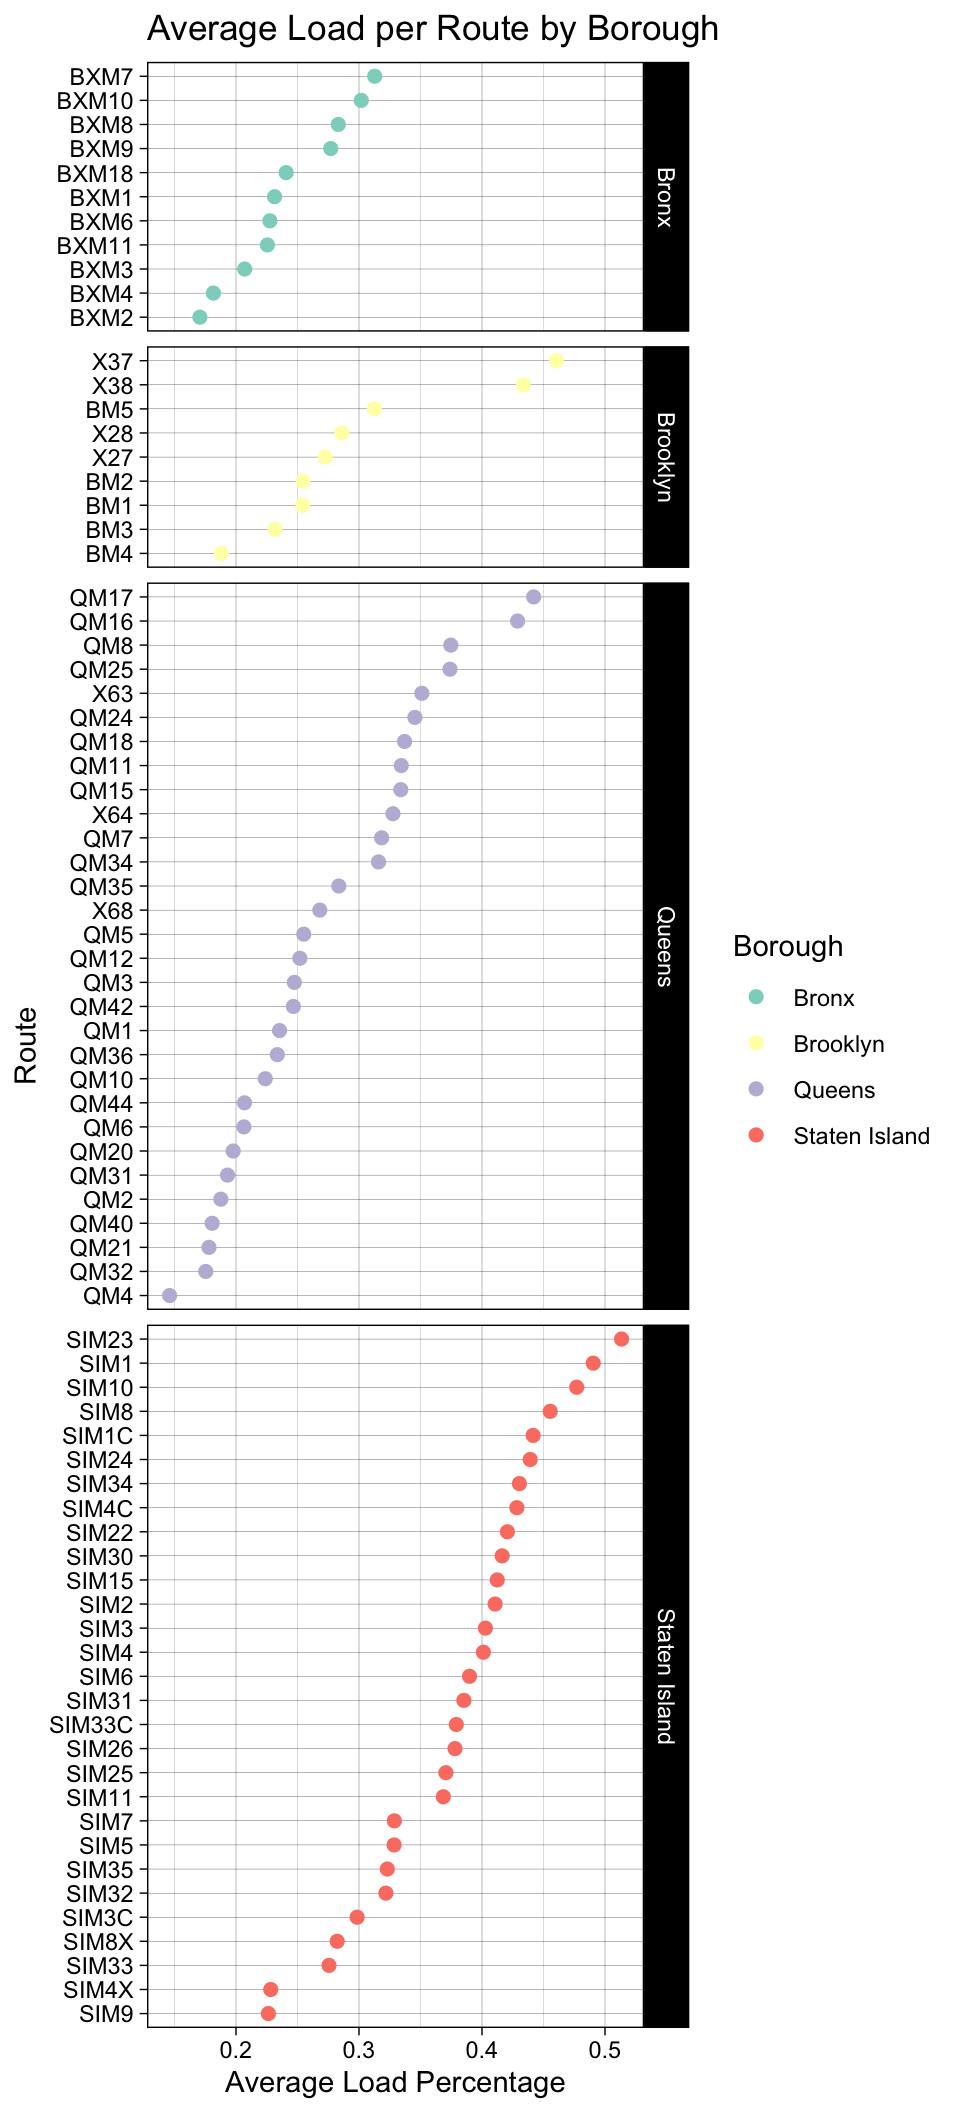 Average Load per Route by Borough
BXM7
BXM10
BXM8
BXM9
BXM18
BXM1
BXM6
BXM11
BXM3
BXM4
BXM2
Bronx
X37
X38
BM5
X28
X27
BM2
BM1
BM3
BM4
Brooklyn
QM17
QM16
QM8
QM25
X63
QM24
QM18
QM11
QM15
X64
QM7
QM34
QM35
X68
QM5
QM12
QM3
QM42
QM1
QM36
QM10
QM44
QM6
QM20
QM31
QM2
QM40
QM21
QM32
QM4
Queens
SIM23
SIM1
SIM10
SIM8
SIM1C
SIM24
SIM34
SIM4C
SIM22
SIM30
SIM15
SIM2
SIM3
SIM4
SIM6
SIM31
SIM33C
SIM26
SIM25
SIM11
SIM7
SIM5
SIM35
SIM32
SIM3C
SIM8X
SIM33
SIM4X
SIM9
Staten Island
0.2 0.3 0.4 0.5
Average Load Percentage
Route
Borough
Bronx
Brooklyn
Queens
Staten Island